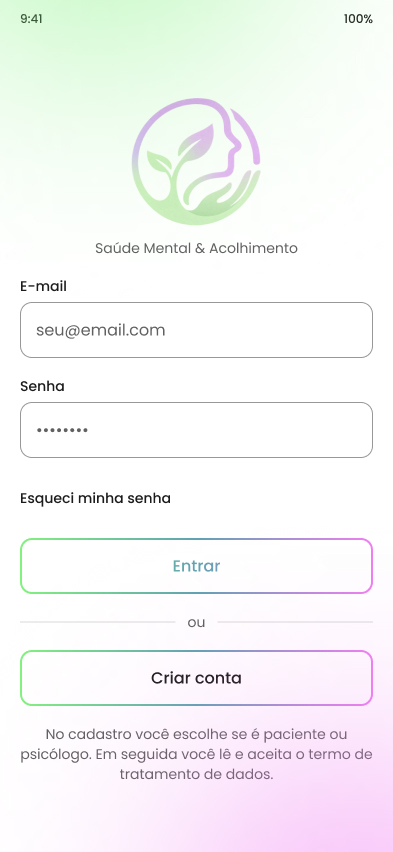 9:41
100%
Saúde Mental & Acolhimento
E-mail
seu@email.com
Senha
••••••••
Esqueci minha senha
Entrar
ou
Criar conta
No cadastro você escolhe se é paciente ou
psicólogo. Em seguida você lê e aceita o termo de
tratamento de dados.